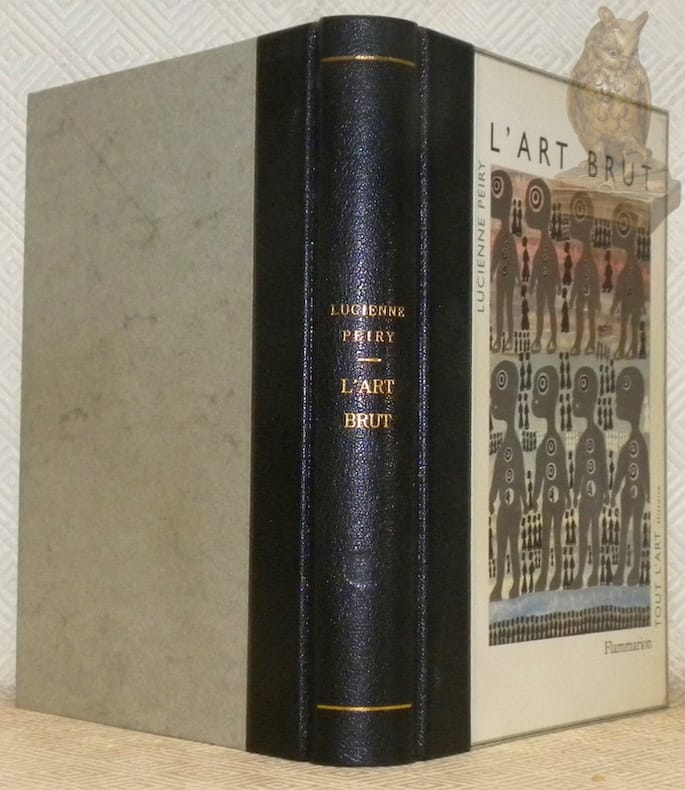 LUCIENNE
PEIRY
L'ART
BRUT
L'ART BRUT
LUCIENNE PEIRY
TOUT L'ART
Flammarion